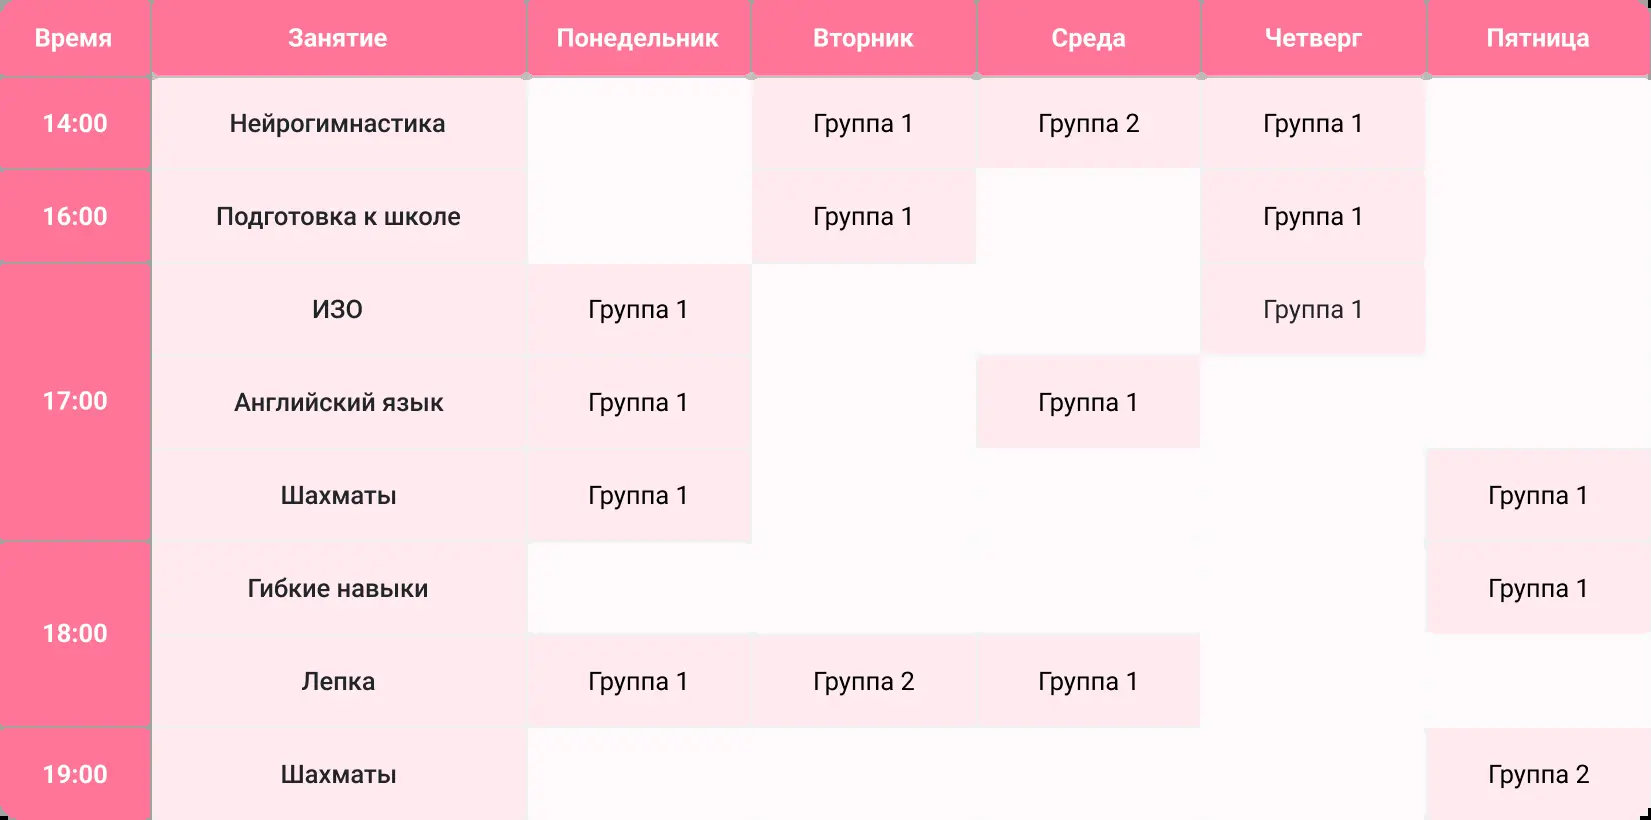 Время Занятие Понедельник Вторник Среда Четверг Пятница
14:00 Нейрогимнастика Группа 1 Группа 2 Группа 1
16:00 Подготовка к школе Группа 1 Группа 1
ИЗО Группа 1 Группа 1
17:00 Английский язык Группа 1 Группа 1
Шахматы Группа 1 Группа 1
Гибкие навыки Группа 1
18:00
Лепка Группа 1 Группа 2 Группа 1
19:00 Шахматы Группа 2